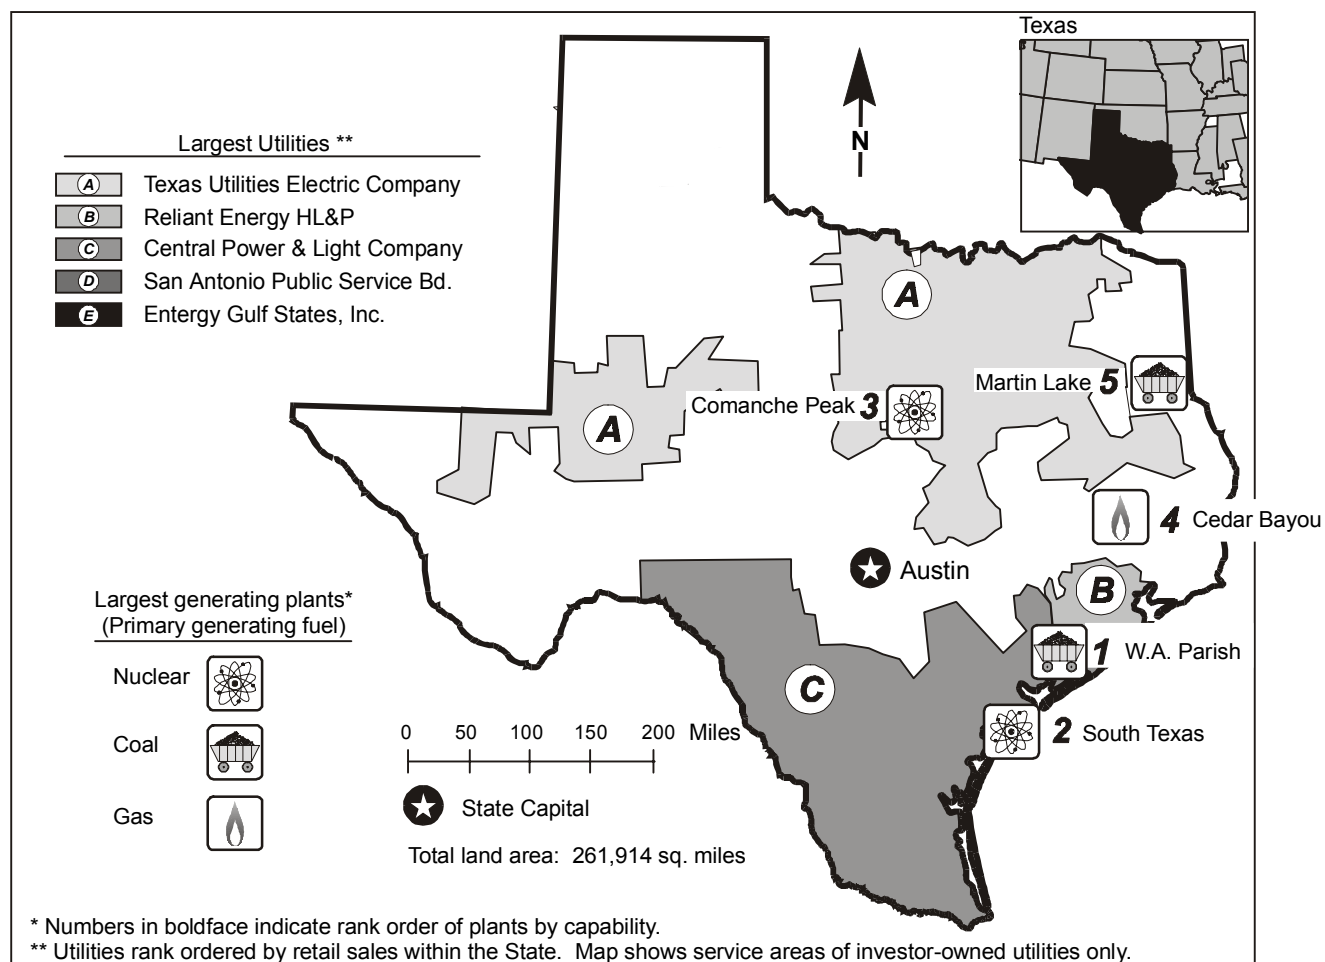 Texas
N
Largest Utilities **
A Texas Utilities Electric Company
B Reliant Energy HL&P
C Central Power & Light Company
D San Antonio Public Service Bd.
E Entergy Gulf States, Inc.
A
Martin Lake 5
Comanche Peak 3
A
4 Cedar Bayou
Austin
B
Largest generating plants*
(Primary generating fuel)
1 W.A. Parish
Nuclear
C
2 South Texas
0 50 100 150 200 Miles
Coal
State Capital
Gas
Total land area: 261,914 sq. miles
* Numbers in boldface indicate rank order of plants by capability.
** Utilities rank ordered by retail sales within the State. Map shows service areas of investor-owned utilities only.